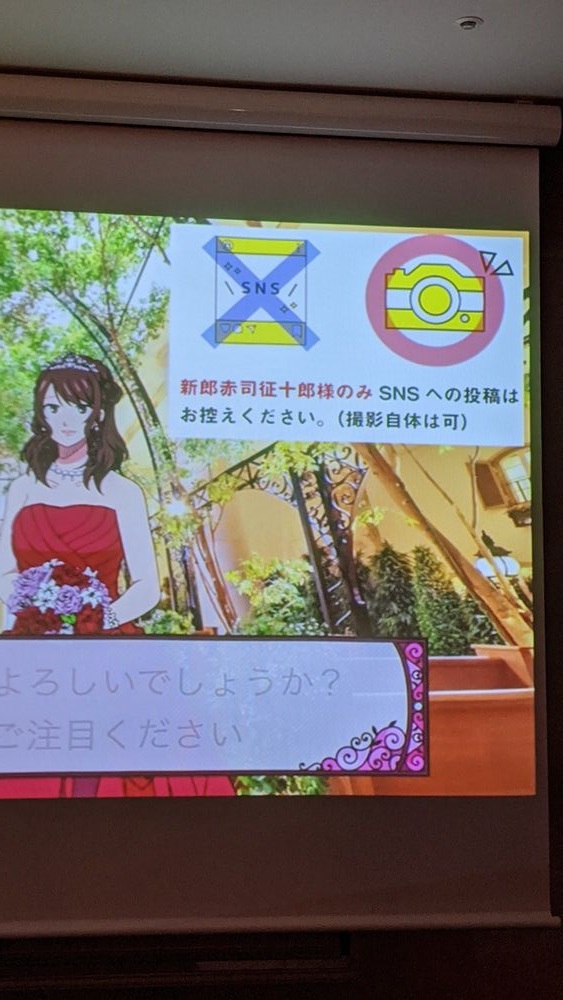 SNS
新郎赤司征十郎様のみ SNS への投稿は
お控えください。（撮影自体は可）
よろしいでしょうか？
ご注目ください